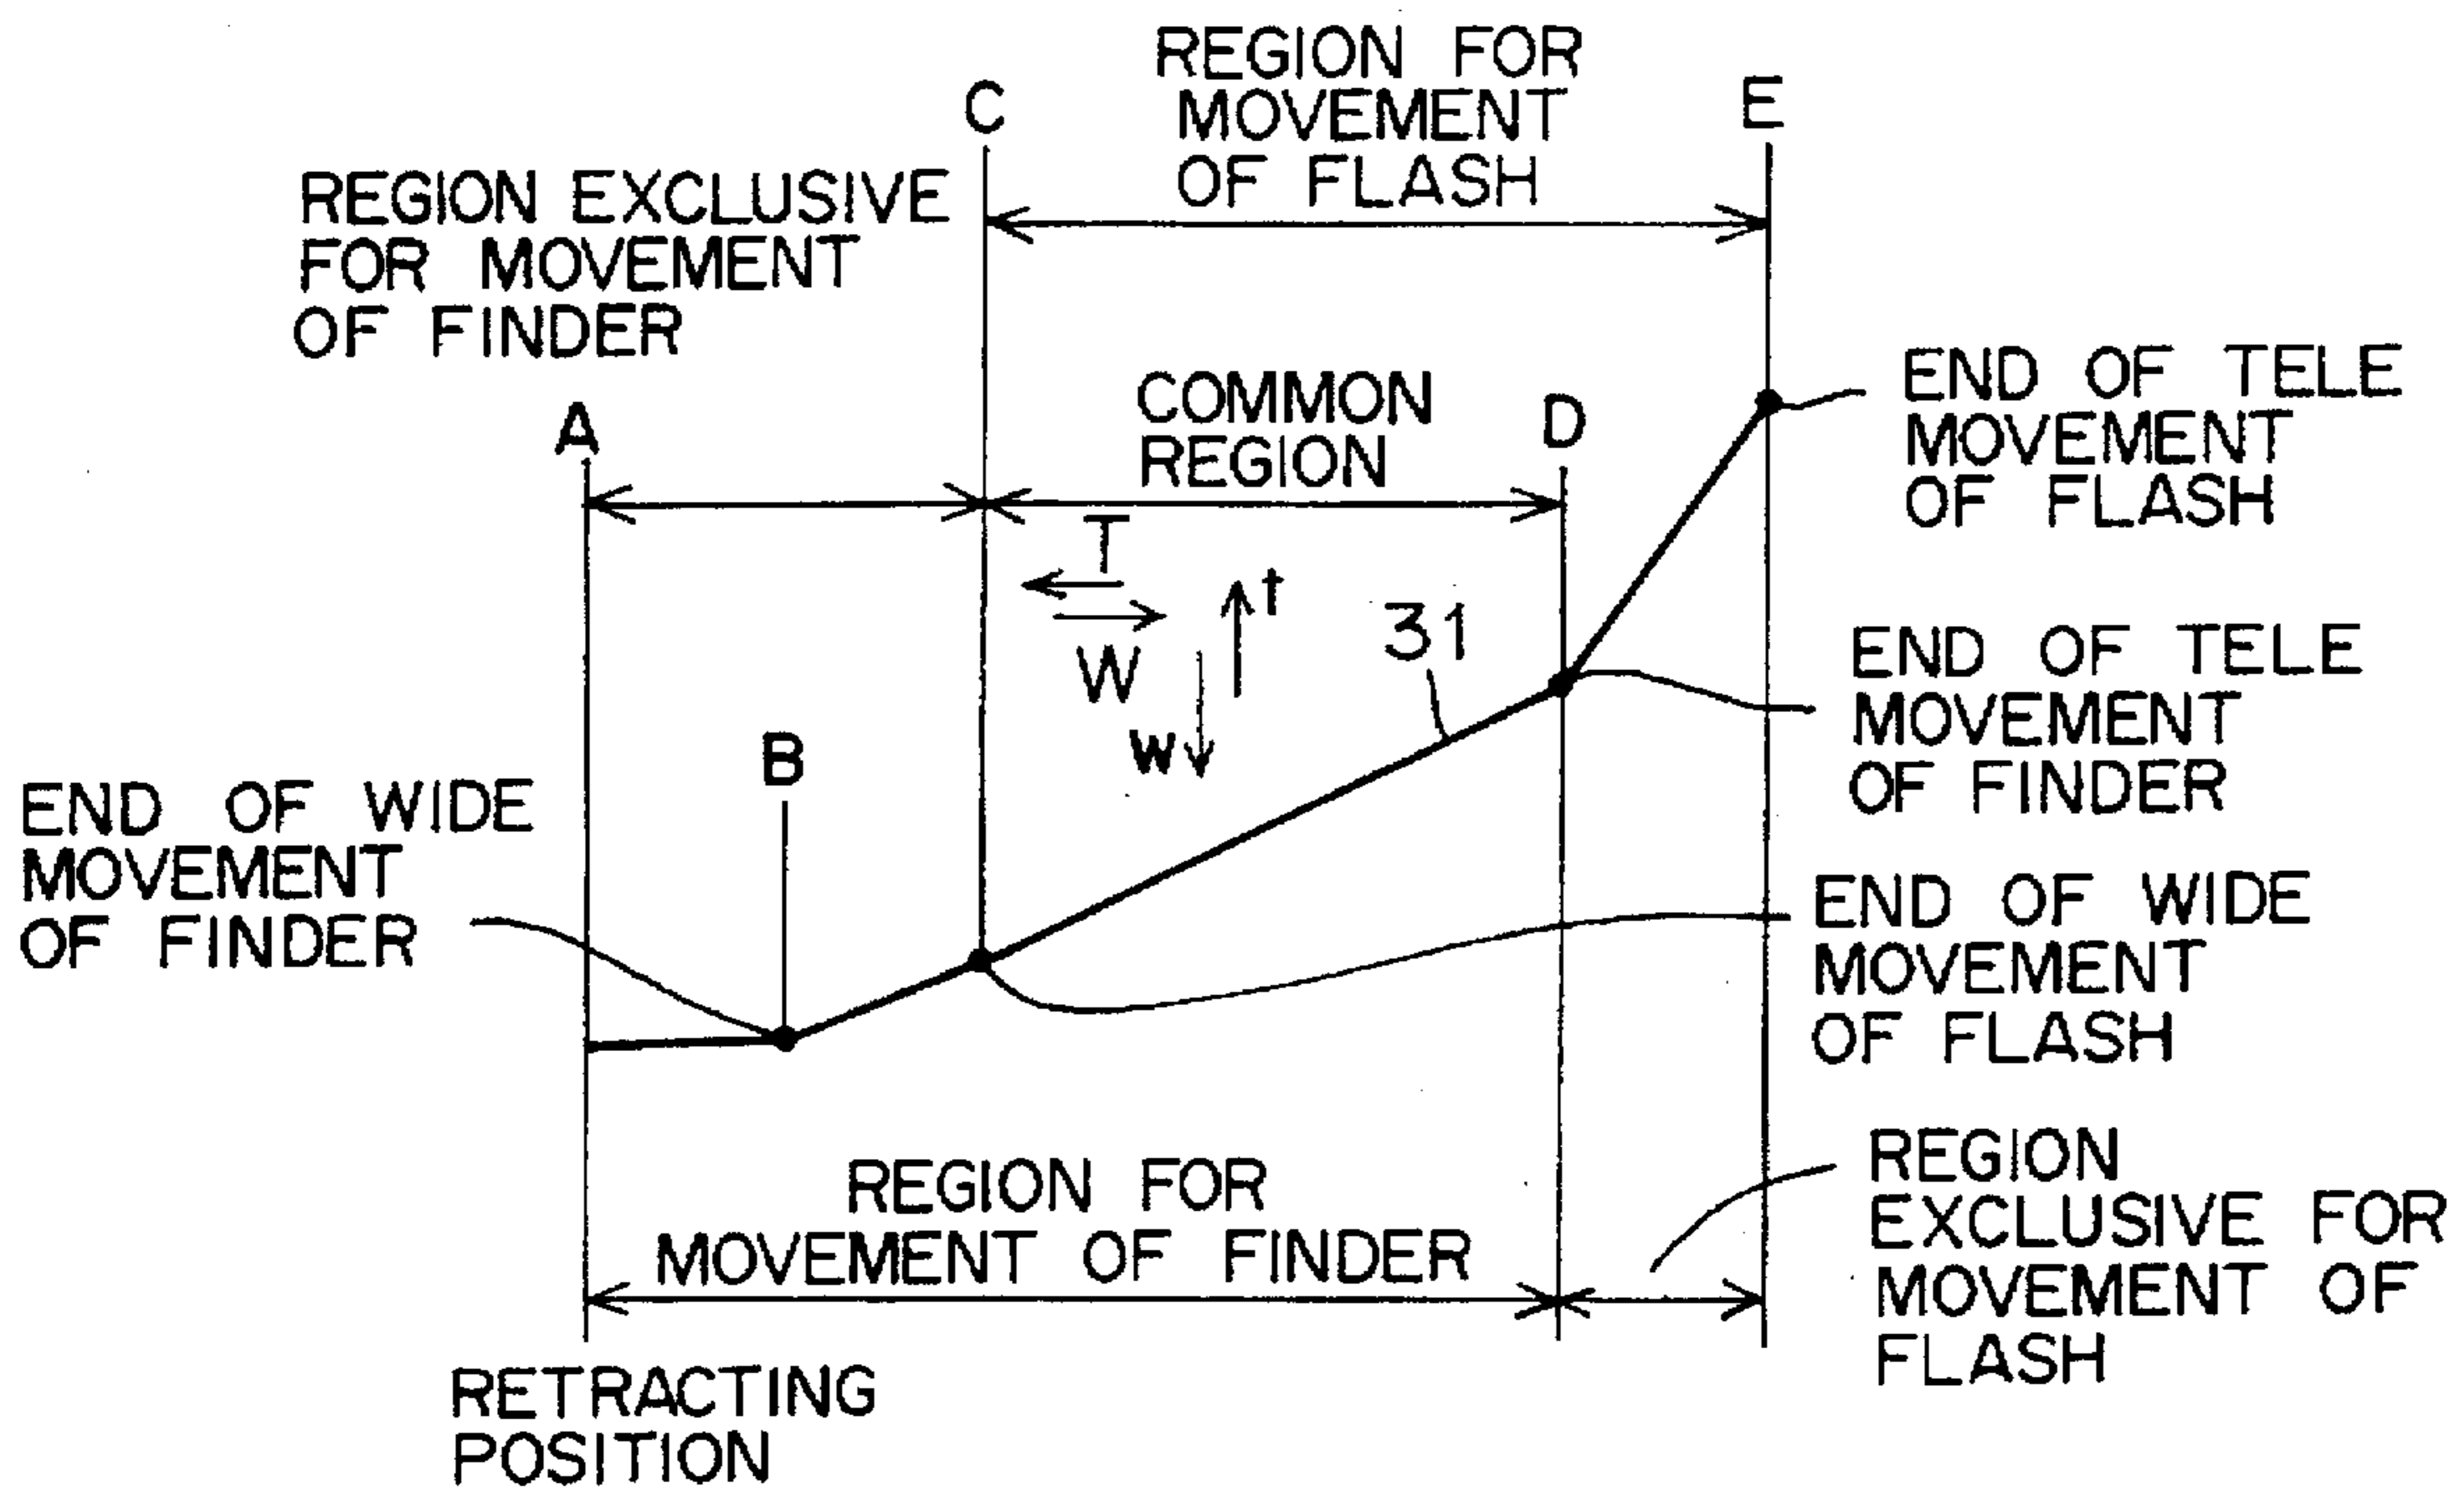 REGION FOR
MOVEMENT
OF FLASH
C
E
REGION EXCLUSIVE
FOR MOVEMENT
OF FINDER
COMMON
REGION
A
D
END OF TELE
MOVEMENT
OF FLASH
T
W
t
w
31
END OF TELE
MOVEMENT
OF FINDER
B
END OF WIDE
MOVEMENT
OF FINDER
END OF WIDE
MOVEMENT
OF FLASH
REGION FOR
MOVEMENT OF FINDER
REGION
EXCLUSIVE FOR
MOVEMENT OF
FLASH
RETRACTING
POSITION